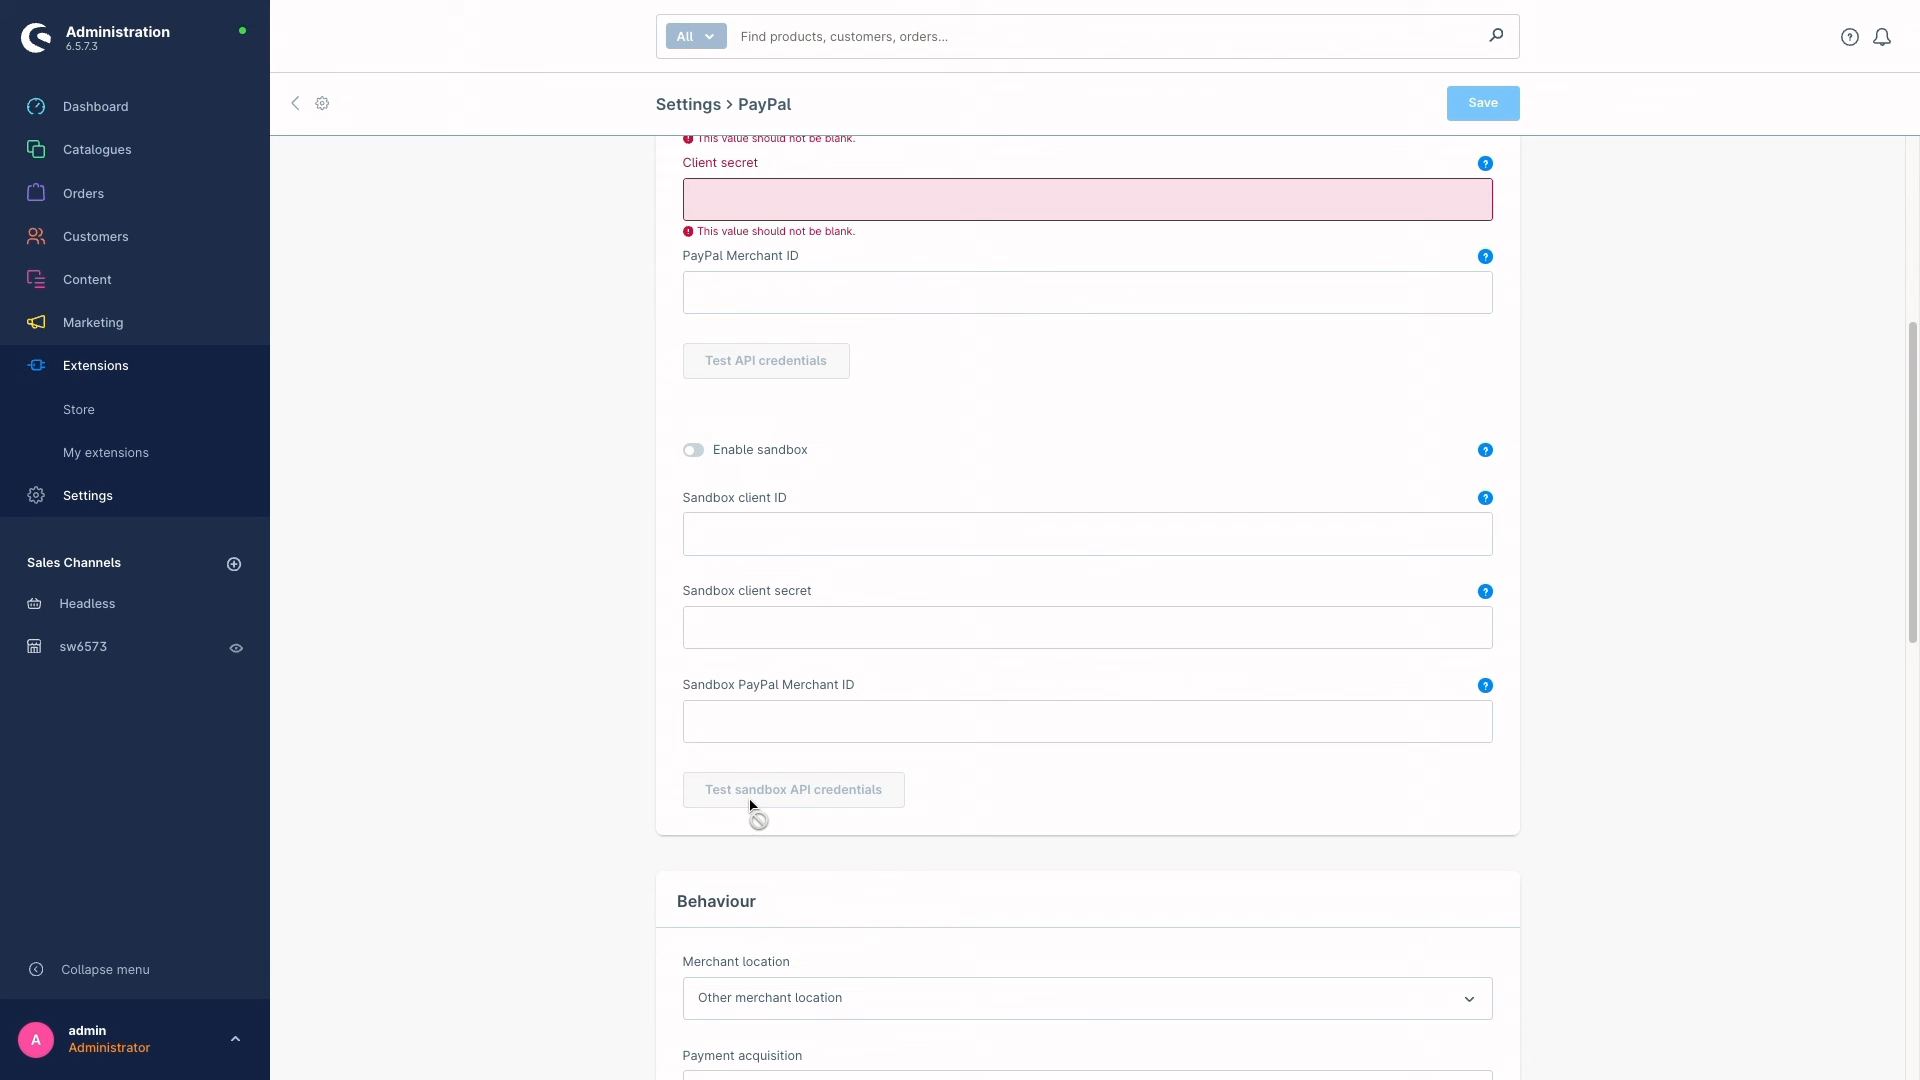 Administration
6.5.7.3
Dashboard
Catalogues
Orders
Customers
Content
Marketing
Extensions
Store
My extensions
Settings
Sales Channels
Headless
sw6573
Collapse menu
A
admin
Administrator
All
Find products, customers, orders...
Settings > PayPal
Save
This value should not be blank.
Client secret
This value should not be blank.
PayPal Merchant ID
Test API credentials
Enable sandbox
Sandbox client ID
Sandbox client secret
Sandbox PayPal Merchant ID
Test sandbox API credentials
Behaviour
Merchant location
Other merchant location
Payment acquisition